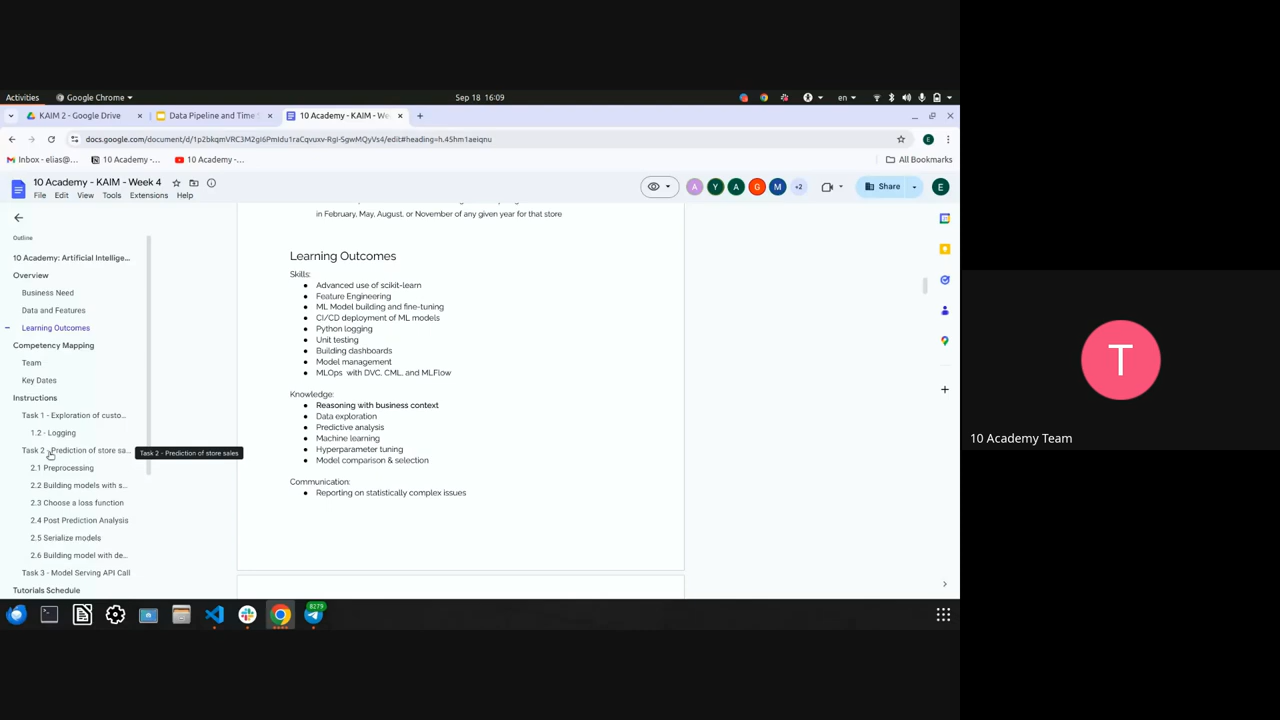 Activities
Google Chrome
Sep 18 16:09
en
KAIM 2 - Google Drive
Data Pipeline and Time
10 Academy - KAIM - We
docs.google.com/document/d/1p2bkqmVRC3M2gI6PmIdu1raCqvuxv-RgI-SgwMQyVs4/edit#heading=h.45hm1aeiqnu
Inbox - elias@...
10 Academy -...
10 Academy -...
All Bookmarks
10 Academy - KAIM - Week 4
File Edit View Tools Extensions Help
A Y A G M +2
Share
E
Outline
10 Academy: Artificial Intellige...
Overview
Business Need
Data and Features
Learning Outcomes
Competency Mapping
Team
Key Dates
Instructions
Task 1 - Exploration of custo...
1.2 - Logging
Task 2 - Prediction of store sa...
Task 2 - Prediction of store sales
2.1 Preprocessing
2.2 Building models with s...
2.3 Choose a loss function
2.4 Post Prediction Analysis
2.5 Serialize models
2.6 Building model with de...
Task 3 - Model Serving API Call
Tutorials Schedule
in February, May, August, or November of any given year for that store
Learning Outcomes
Skills:
● Advanced use of scikit-learn
● Feature Engineering
● ML Model building and fine-tuning
● CI/CD deployment of ML models
● Python logging
● Unit testing
● Building dashboards
● Model management
● MLOps with DVC, CML, and MLFlow
Knowledge:
● Reasoning with business context
● Data exploration
● Predictive analysis
● Machine learning
● Hyperparameter tuning
● Model comparison & selection
Communication:
● Reporting on statistically complex issues
8279
T
10 Academy Team